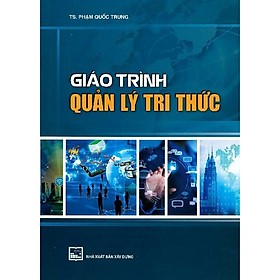 TS. PHẠM QUỐC TRUNG
GIÁO TRÌNH
QUẢN LÝ TRI THỨC
NHÀ XUẤT BẢN XÂY DỰNG